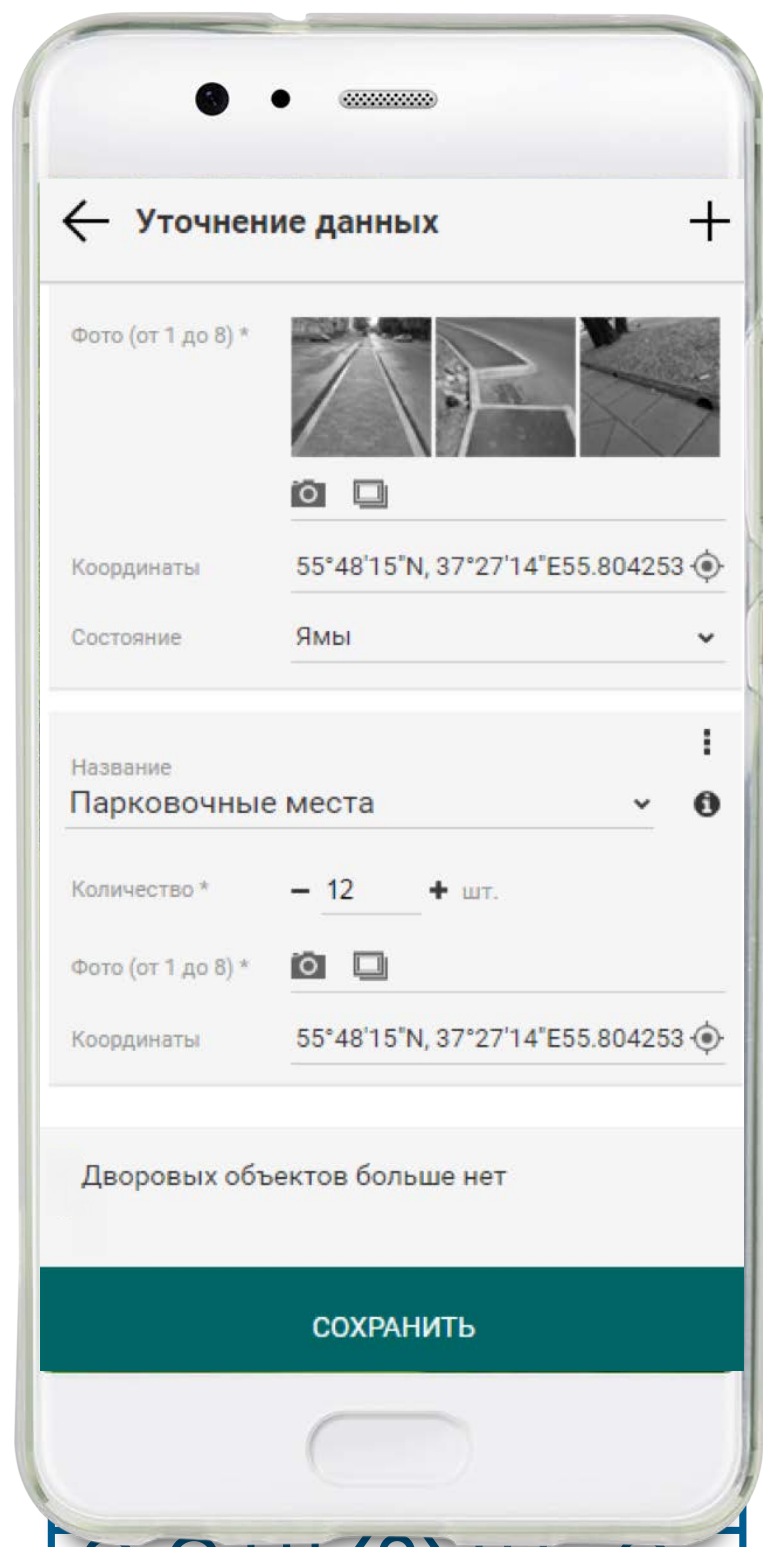 Уточнение данных
Фото (от 1 до 8) *
Координаты 55°48'15"N, 37°27'14"E55.804253
Состояние Ямы
Название
Парковочные места
Количество * 12 шт.
Фото (от 1 до 8) *
Координаты 55°48'15"N, 37°27'14"E55.804253
Дворовых объектов больше нет
СОХРАНИТЬ